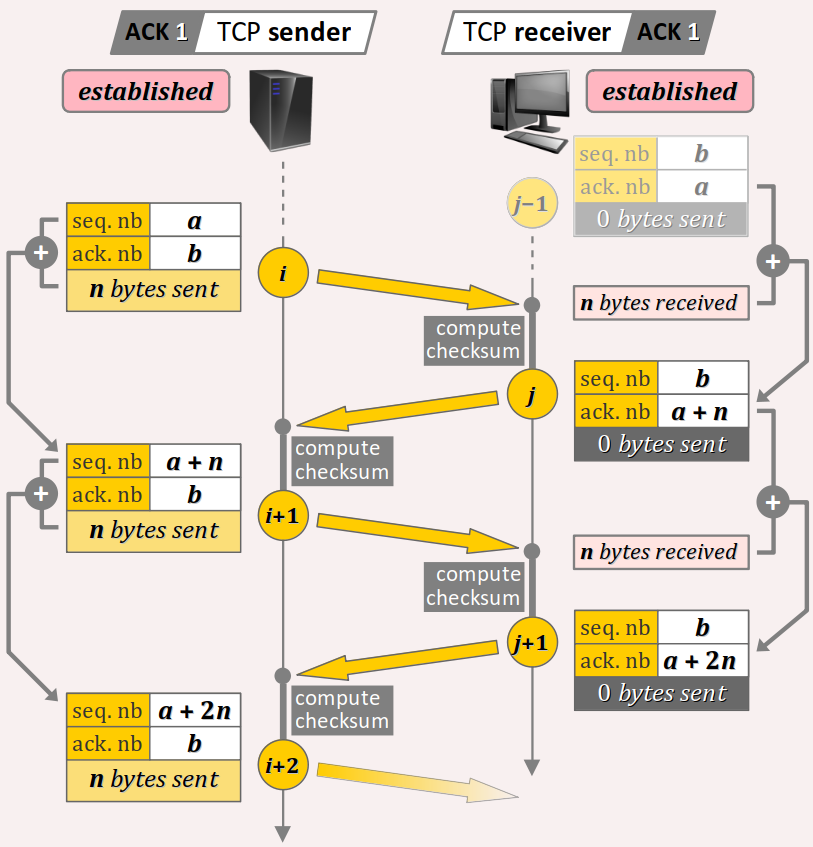 ACK 1 TCP sender
TCP receiver ACK 1
established
established
seq. nb b
ack. nb a
0 bytes sent
j−1
seq. nb a
ack. nb b
n bytes sent
+
i
+
n bytes received
compute
checksum
seq. nb b
ack. nb a + n
0 bytes sent
j
compute
checksum
seq. nb a + n
ack. nb b
n bytes sent
+
i+1
+
n bytes received
compute
checksum
seq. nb b
ack. nb a + 2n
0 bytes sent
j+1
compute
checksum
seq. nb a + 2n
ack. nb b
n bytes sent
i+2